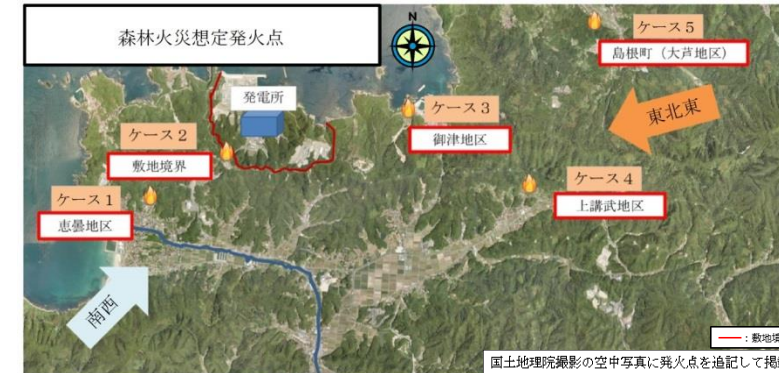 森林火災想定発火点
N
ケース5
島根町（大芦地区）
発電所
東北東
ケース3
御津地区
ケース2
敷地境界
ケース4
上講武地区
ケース1
恵曇地区
南西
：敷地境
国土地理院撮影の空中写真に発火点を追記して掲